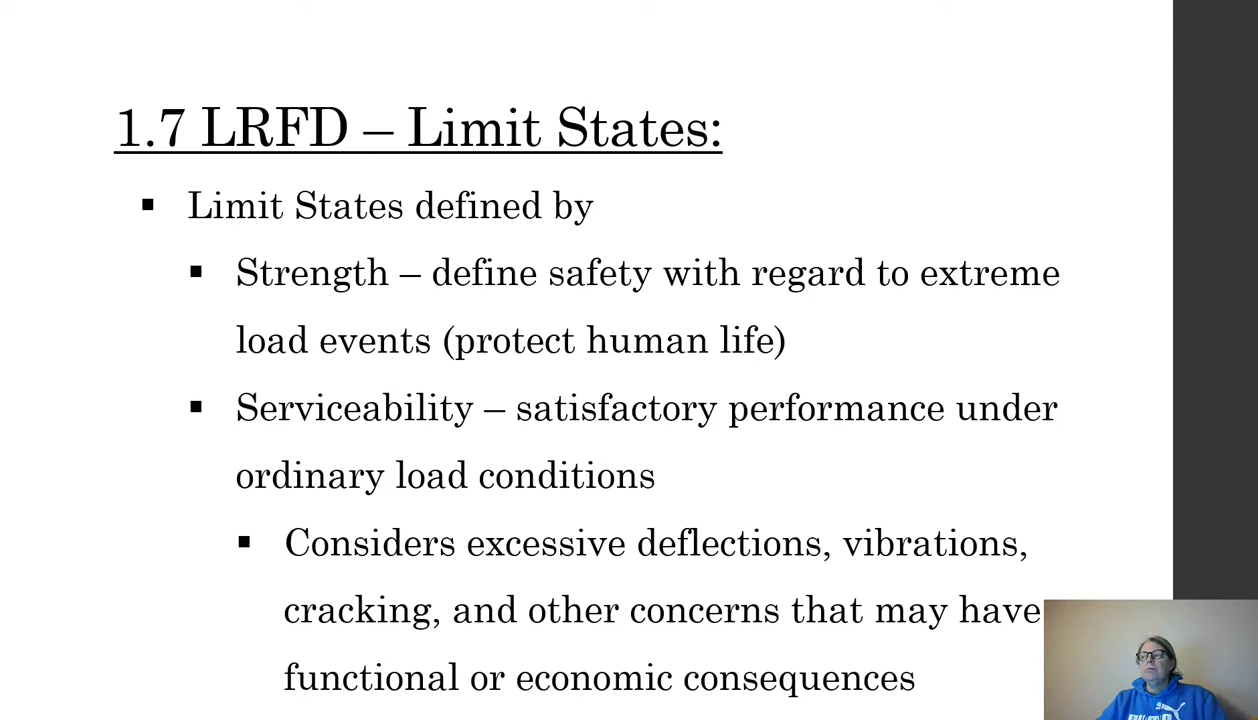 1.7 LRFD – Limit States:
▪ Limit States defined by
▪ Strength – define safety with regard to extreme
load events (protect human life)
▪ Serviceability – satisfactory performance under
ordinary load conditions
▪ Considers excessive deflections, vibrations,
cracking, and other concerns that may have
functional or economic consequences